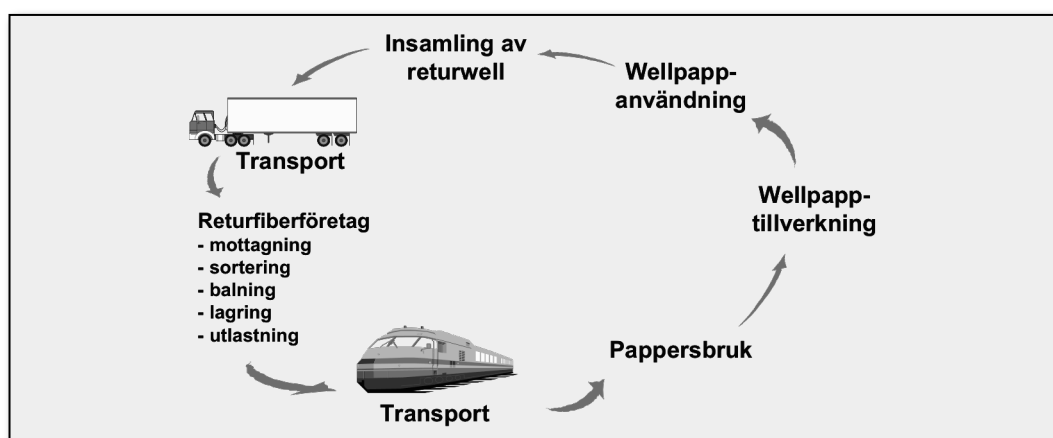 Insamling av
returwell
Wellpapp-
användning
Transport
Wellpapp-
tillverkning
Returfiberföretag
- mottagning
- sortering
- balning
- lagring
- utlastning
Pappersbruk
Transport